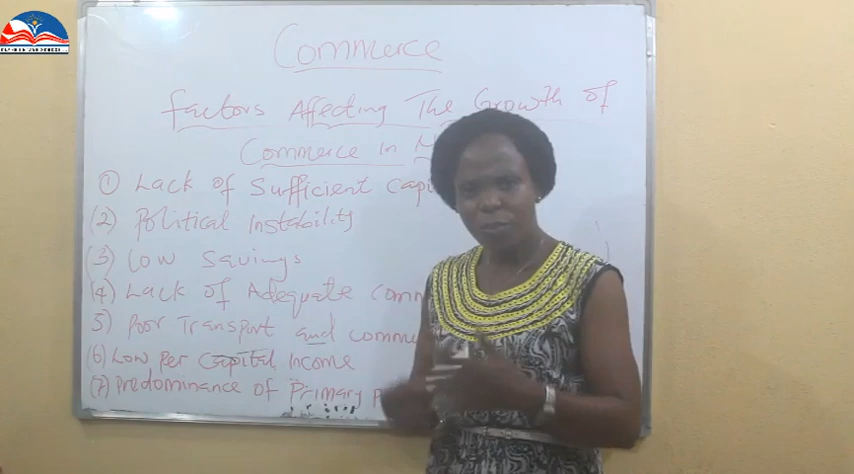 Commerce
Factors Affecting The Growth of
Commerce in
① Lack of Sufficient
(2) Political Instability
(3) Low Savings
(4) Lack of Adequate
5) Poor Transport and
(6) Low Per Capital Income
(7) Predominance of Primary